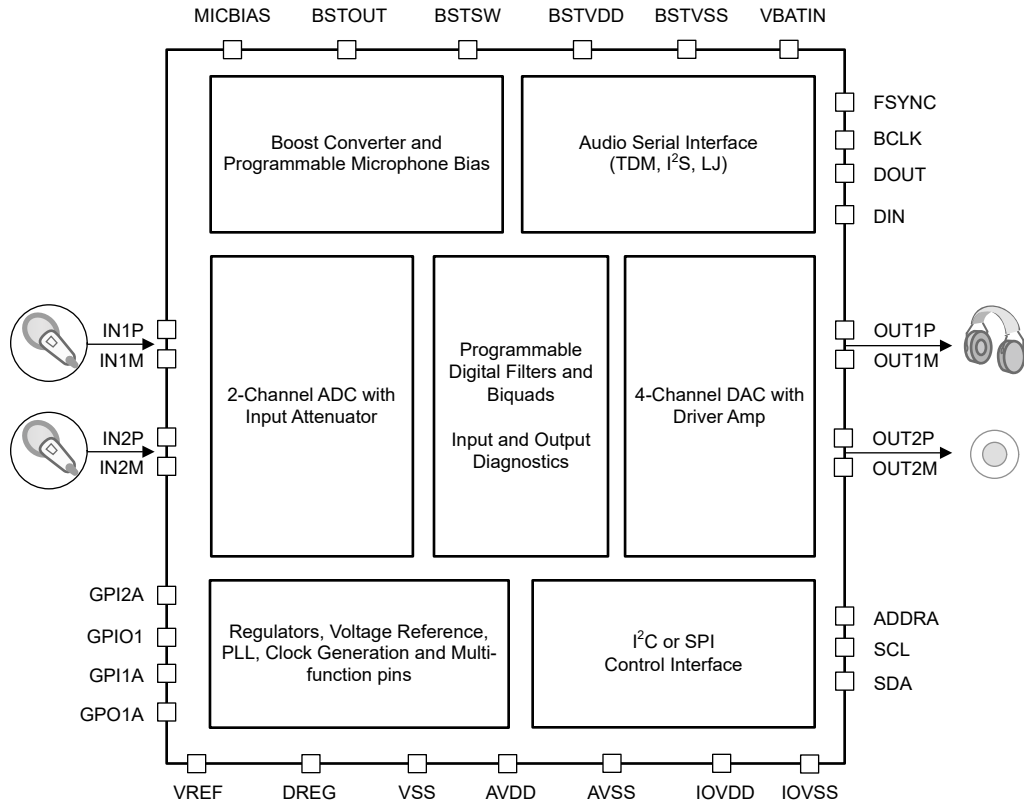 MICBIAS BSTOUT BSTSW BSTVDD BSTVSS VBATIN
Boost Converter and
Programmable Microphone Bias
Audio Serial Interface
(TDM, I²S, LJ)
FSYNC
BCLK
DOUT
DIN
IN1P
IN1M
IN2P
IN2M
2-Channel ADC with
Input Attenuator
Programmable
Digital Filters and
Biquads
Input and Output
Diagnostics
4-Channel DAC with
Driver Amp
OUT1P
OUT1M
OUT2P
OUT2M
GPI2A
GPIO1
GPI1A
GPO1A
Regulators, Voltage Reference,
PLL, Clock Generation and Multi-
function pins
I²C or SPI
Control Interface
ADDRA
SCL
SDA
VREF DREG VSS AVDD AVSS IOVDD IOVSS